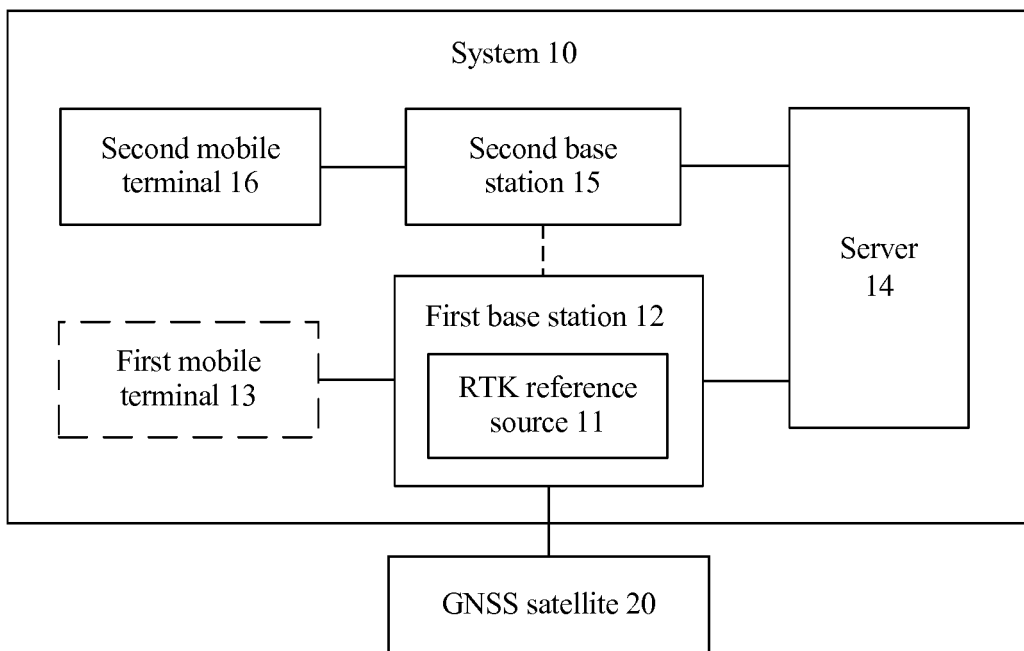 System 10
Second mobile
terminal 16
Second base
station 15
Server
14
First base station 12
First mobile
terminal 13
RTK reference
source 11
GNSS satellite 20